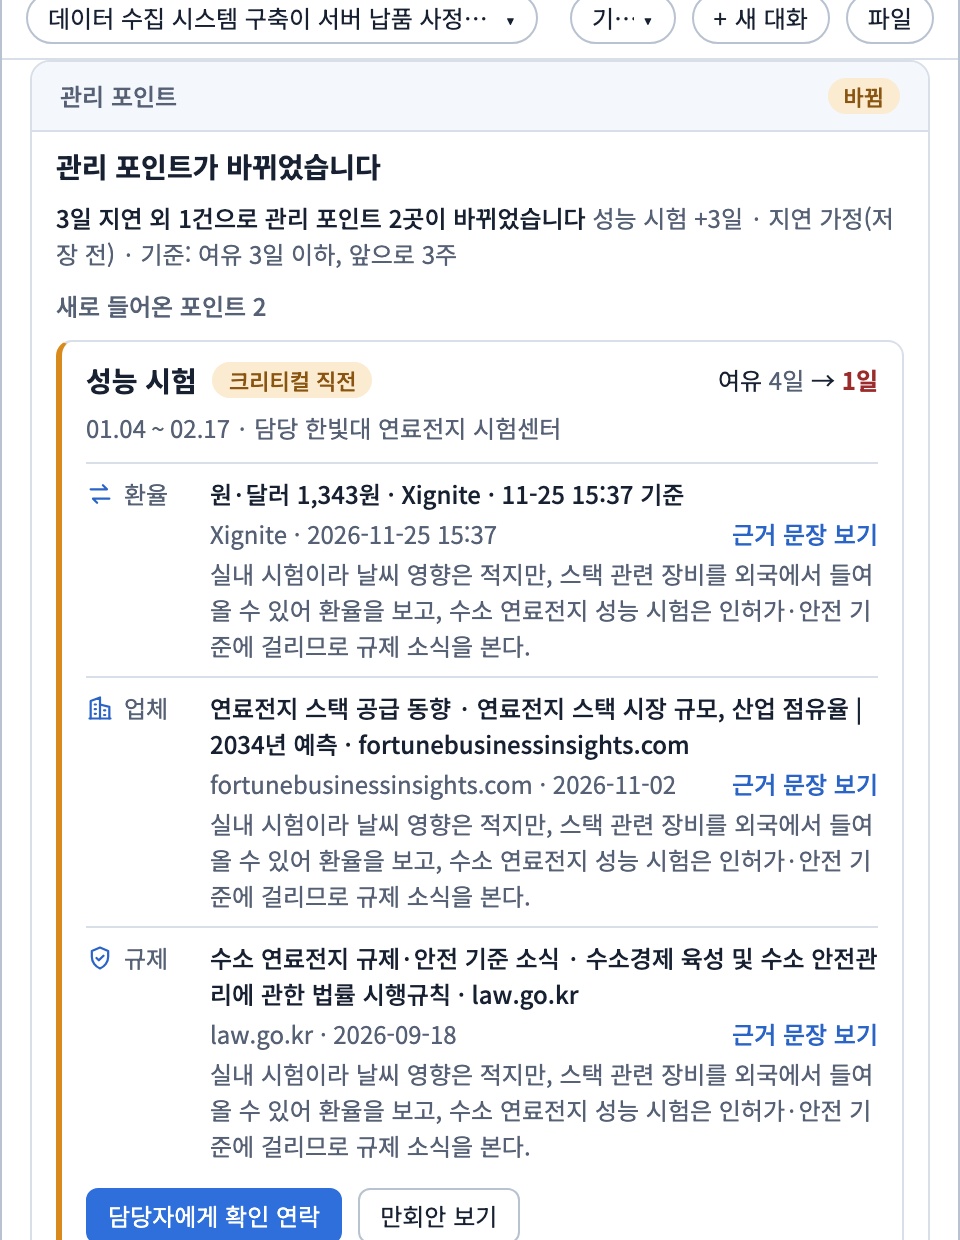 데이터 수집 시스템 구축이 서버 납품 사정… ▾
기… ▾
+ 새 대화
파일
관리 포인트
바뀜
관리 포인트가 바뀌었습니다
3일 지연 외 1건으로 관리 포인트 2곳이 바뀌었습니다 성능 시험 +3일 · 지연 가정(저
장 전) · 기준: 여유 3일 이하, 앞으로 3주
새로 들어온 포인트 2
성능 시험 크리티컬 직전 여유 4일 → 1일
01.04 ~ 02.17 · 담당 한빛대 연료전지 시험센터
환율 원·달러 1,343원 · Xignite · 11-25 15:37 기준
Xignite · 2026-11-25 15:37 근거 문장 보기
실내 시험이라 날씨 영향은 적지만, 스택 관련 장비를 외국에서 들여
올 수 있어 환율을 보고, 수소 연료전지 성능 시험은 인허가·안전 기
준에 걸리므로 규제 소식을 본다.
업체 연료전지 스택 공급 동향 · 연료전지 스택 시장 규모, 산업 점유율 |
2034년 예측 · fortunebusinessinsights.com
fortunebusinessinsights.com · 2026-11-02 근거 문장 보기
실내 시험이라 날씨 영향은 적지만, 스택 관련 장비를 외국에서 들여
올 수 있어 환율을 보고, 수소 연료전지 성능 시험은 인허가·안전 기
준에 걸리므로 규제 소식을 본다.
규제 수소 연료전지 규제·안전 기준 소식 · 수소경제 육성 및 수소 안전관
리에 관한 법률 시행규칙 · law.go.kr
law.go.kr · 2026-09-18 근거 문장 보기
실내 시험이라 날씨 영향은 적지만, 스택 관련 장비를 외국에서 들여
올 수 있어 환율을 보고, 수소 연료전지 성능 시험은 인허가·안전 기
준에 걸리므로 규제 소식을 본다.
담당자에게 확인 연락
만회안 보기